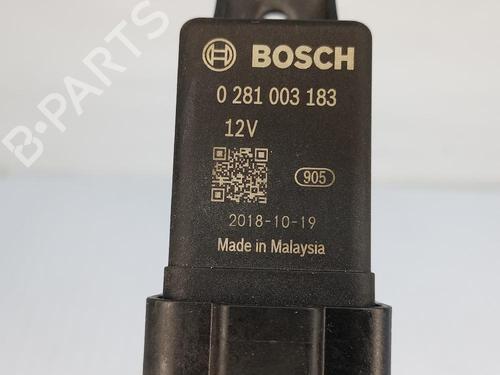 BOSCH
0 281 003 183
12V
905
2018-10-19
Made in Malaysia
B-PARTS